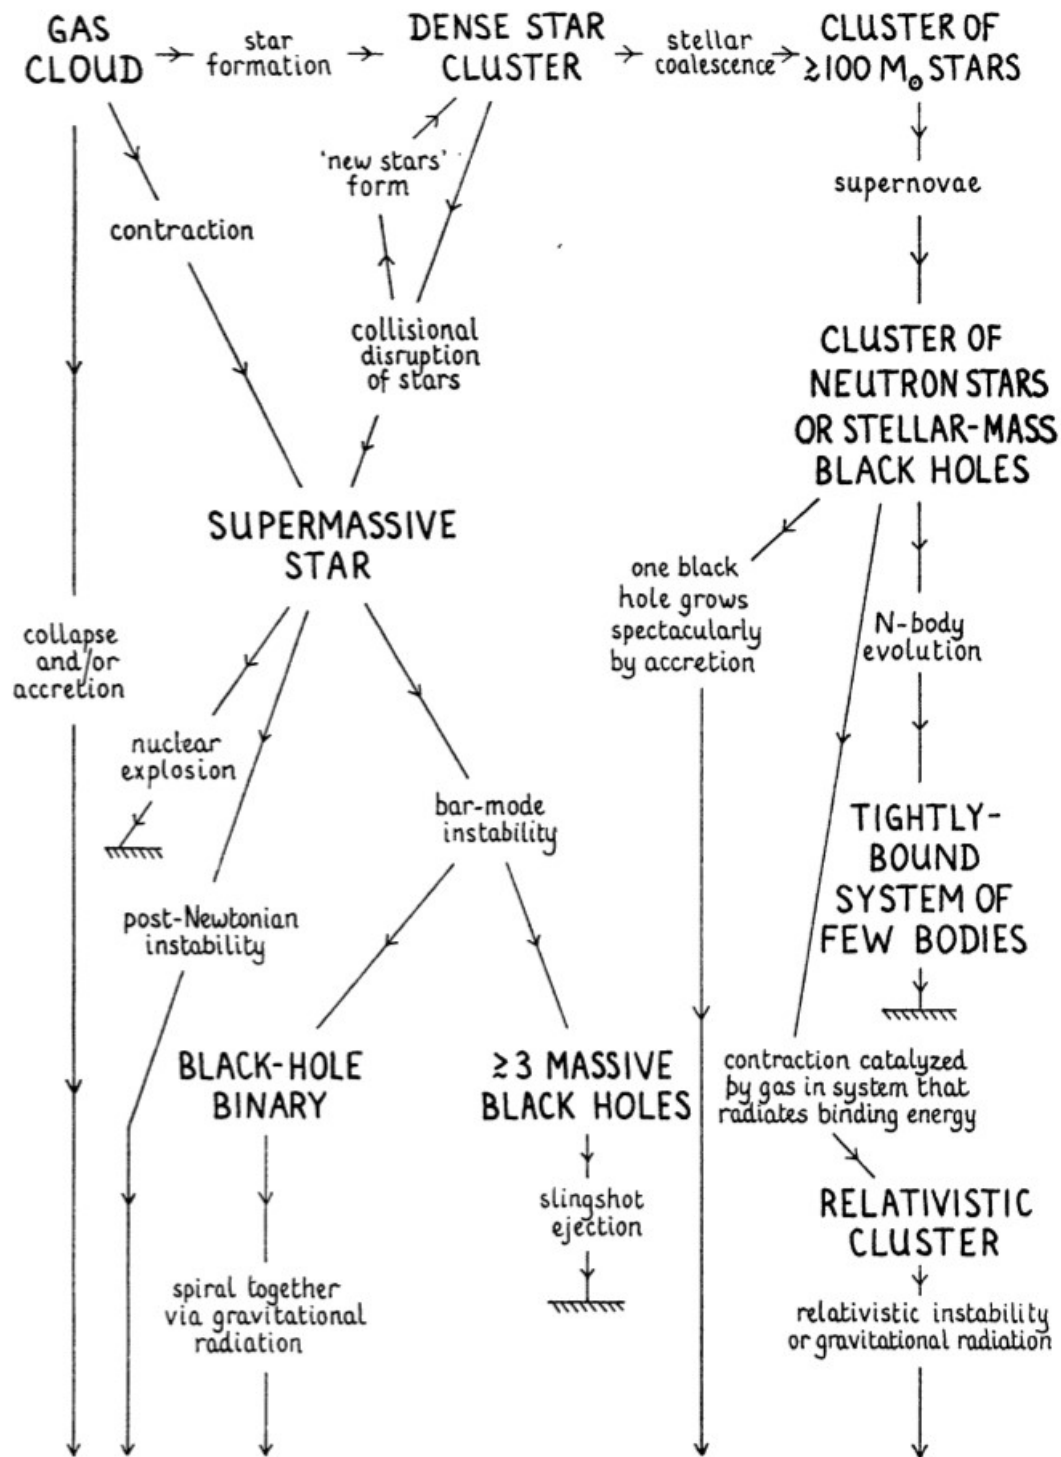 GAS
CLOUD
star
formation
DENSE STAR
CLUSTER
stellar
coalescence
CLUSTER OF
≳100 M⊙ STARS
'new stars'
form
supernovae
contraction
collisional
disruption
of stars
CLUSTER OF
NEUTRON STARS
OR STELLAR-MASS
BLACK HOLES
SUPERMASSIVE
STAR
one black
hole grows
spectacularly
by accretion
N-body
evolution
collapse
and/or
accretion
nuclear
explosion
bar-mode
instability
TIGHTLY-
BOUND
SYSTEM OF
FEW BODIES
post-Newtonian
instability
BLACK-HOLE
BINARY
≥3 MASSIVE
BLACK HOLES
contraction catalyzed
by gas in system that
radiates binding energy
slingshot
ejection
RELATIVISTIC
CLUSTER
spiral together
via gravitational
radiation
relativistic instability
or gravitational radiation